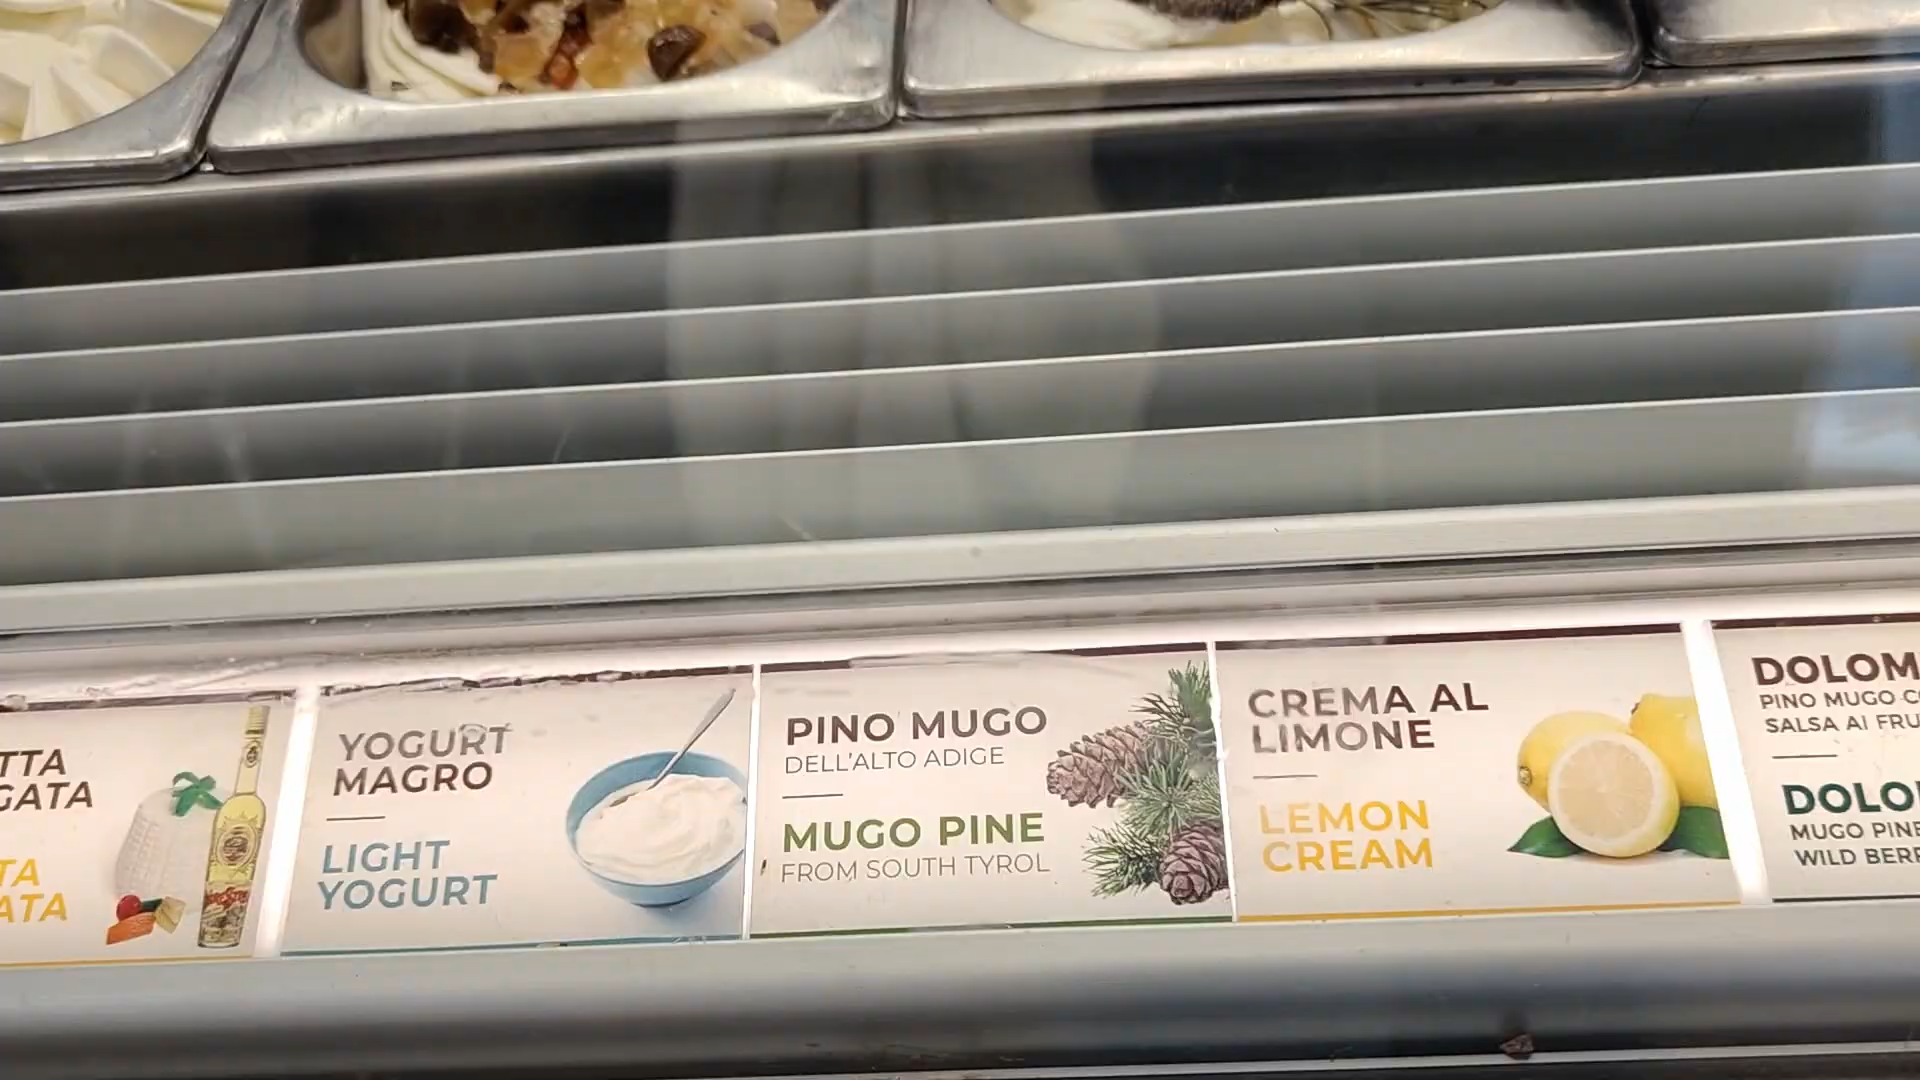 TTA
GATA
TA
ATA
YOGURT
MAGRO
LIGHT
YOGURT
PINO MUGO
DELL'ALTO ADIGE
MUGO PINE
FROM SOUTH TYROL
CREMA AL
LIMONE
LEMON
CREAM
DOLOM
PINO MUGO C
SALSA AI FRU
DOLO
MUGO PINE
WILD BERR